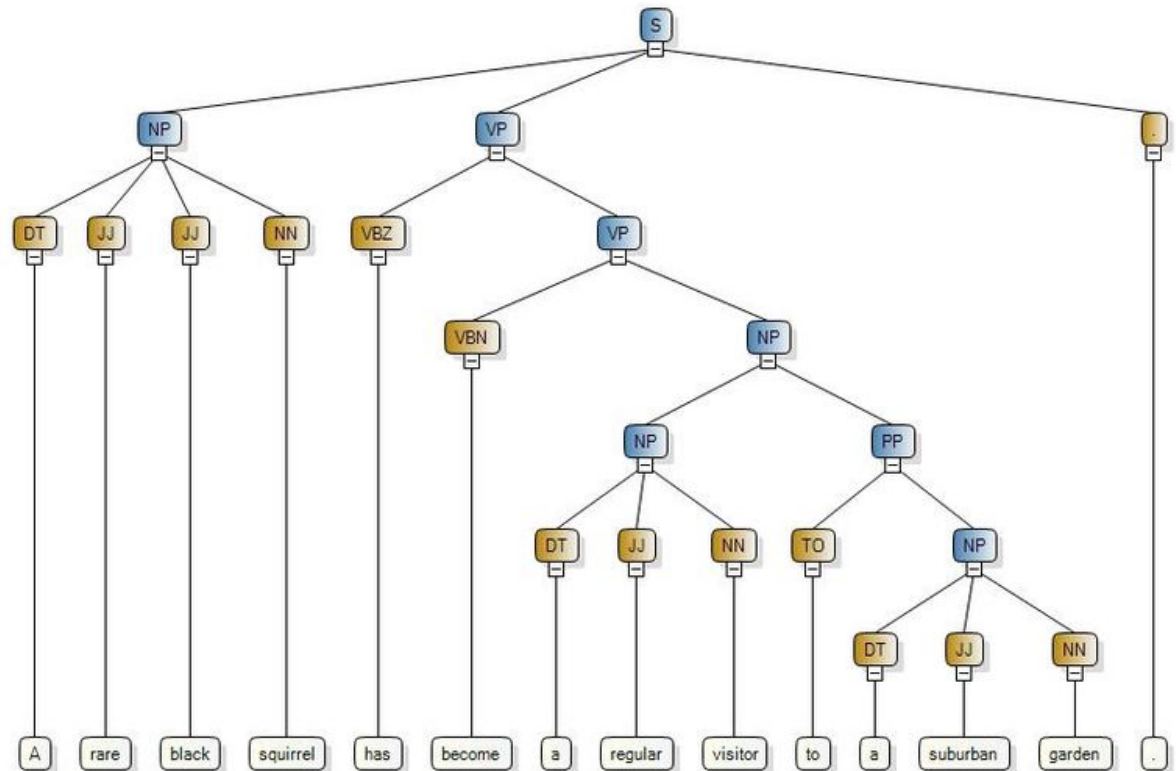 S
NP VP .
DT JJ JJ NN VBZ VP
VBN NP
NP PP
DT JJ NN TO NP
DT JJ NN
A rare black squirrel has become a regular visitor to a suburban garden .